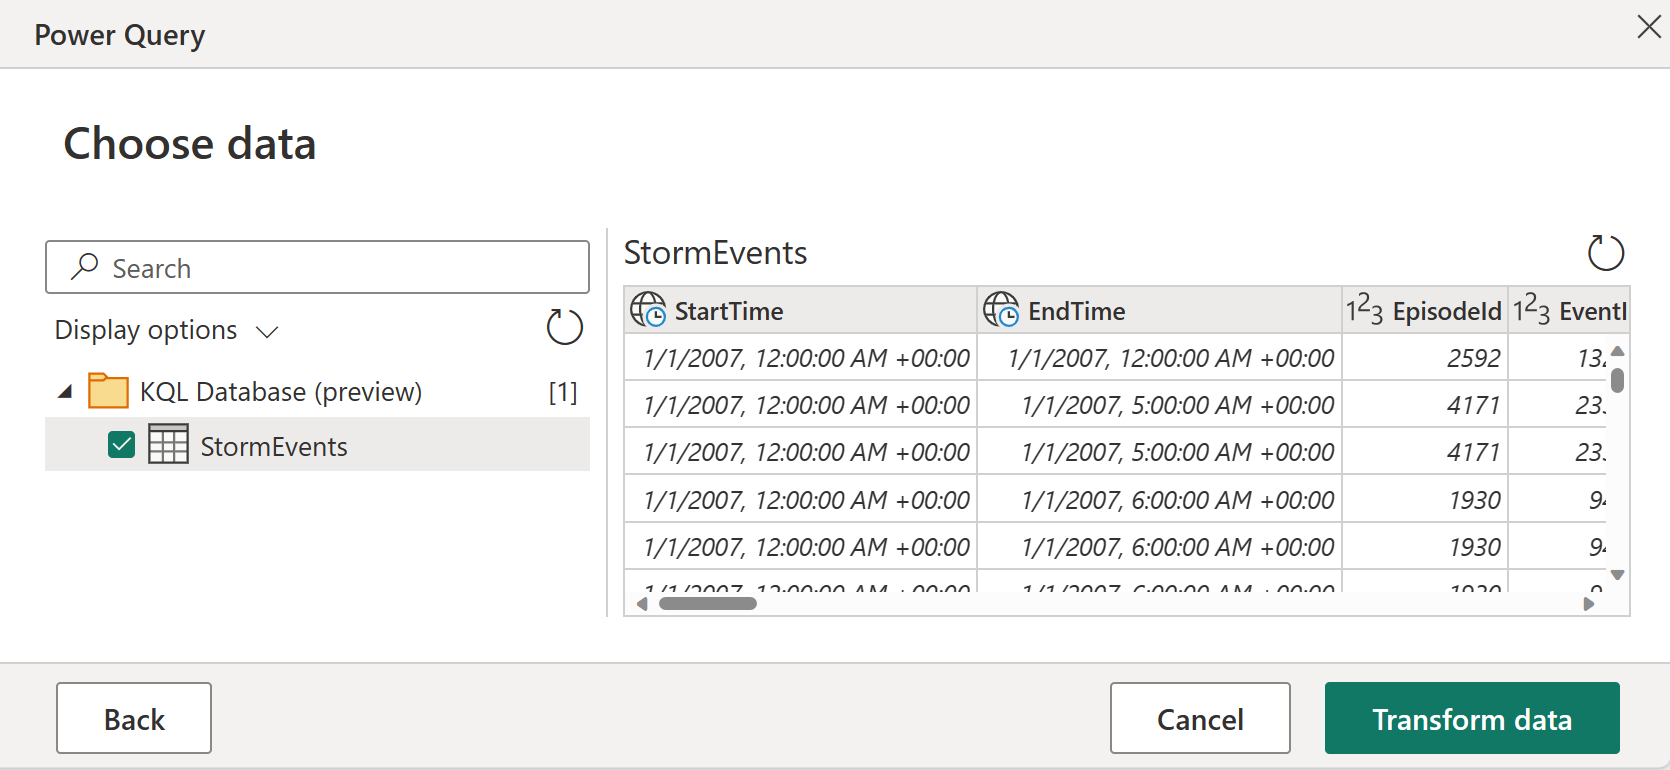 Power Query
Choose data
Search
Display options
KQL Database (preview) [1]
StormEvents
StormEvents
StartTime EndTime 123 EpisodeId 123 EventI
1/1/2007, 12:00:00 AM +00:00 1/1/2007, 12:00:00 AM +00:00 2592 13
1/1/2007, 12:00:00 AM +00:00 1/1/2007, 5:00:00 AM +00:00 4171 23
1/1/2007, 12:00:00 AM +00:00 1/1/2007, 5:00:00 AM +00:00 4171 23
1/1/2007, 12:00:00 AM +00:00 1/1/2007, 6:00:00 AM +00:00 1930 9
1/1/2007, 12:00:00 AM +00:00 1/1/2007, 6:00:00 AM +00:00 1930 9
Back Cancel Transform data